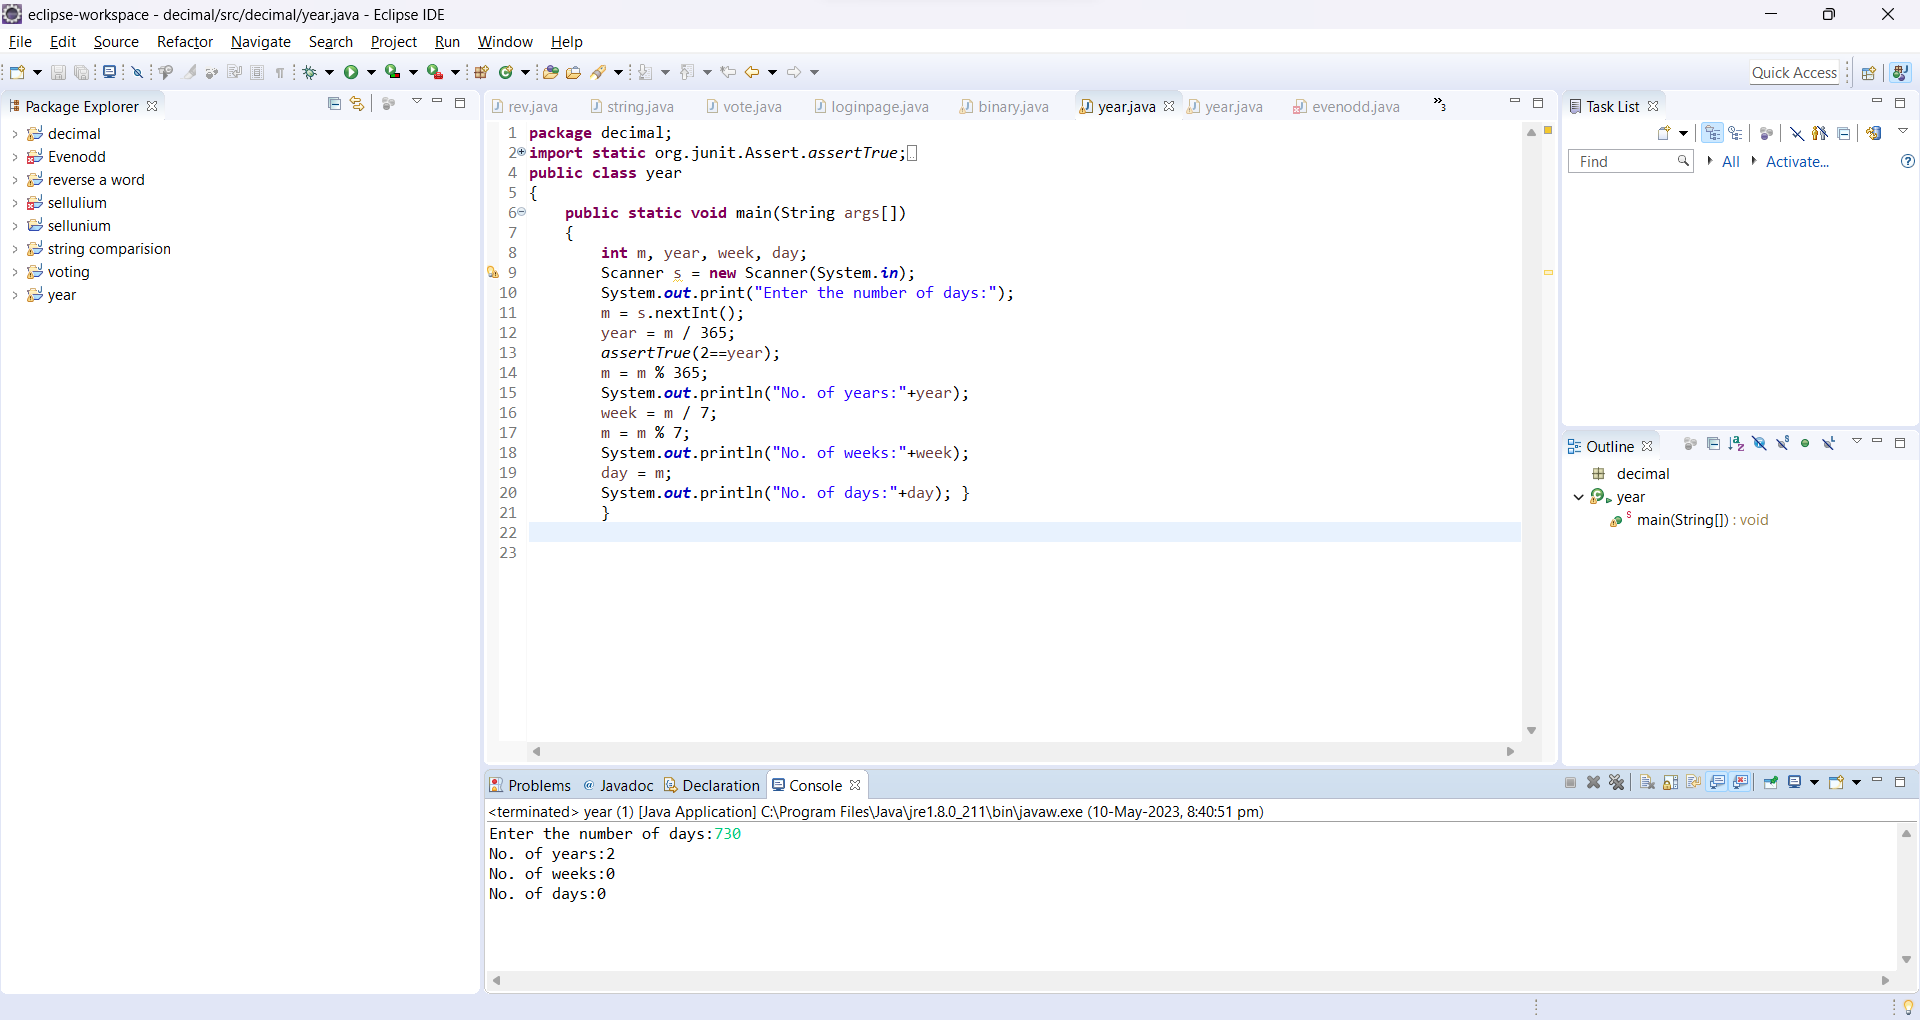 eclipse-workspace - decimal/src/decimal/year.java - Eclipse IDE
File Edit Source Refactor Navigate Search Project Run Window Help
Quick Access
Package Explorer
decimal
Evenodd
reverse a word
sellulium
sellunium
string comparision
voting
year
rev.java string.java vote.java loginpage.java binary.java year.java year.java evenodd.java »3
1 package decimal;
2 import static org.junit.Assert.assertTrue;
4 public class year
5 {
6 public static void main(String args[])
7 {
8 int m, year, week, day;
9 Scanner s = new Scanner(System.in);
10 System.out.print("Enter the number of days:");
11 m = s.nextInt();
12 year = m / 365;
13 assertTrue(2==year);
14 m = m % 365;
15 System.out.println("No. of years:"+year);
16 week = m / 7;
17 m = m % 7;
18 System.out.println("No. of weeks:"+week);
19 day = m;
20 System.out.println("No. of days:"+day); }
21 }
22
23
Task List
Find All Activate...
Outline
decimal
year
main(String[]) : void
Problems @ Javadoc Declaration Console
<terminated> year (1) [Java Application] C:\Program Files\Java\jre1.8.0_211\bin\javaw.exe (10-May-2023, 8:40:51 pm)
Enter the number of days:730
No. of years:2
No. of weeks:0
No. of days:0